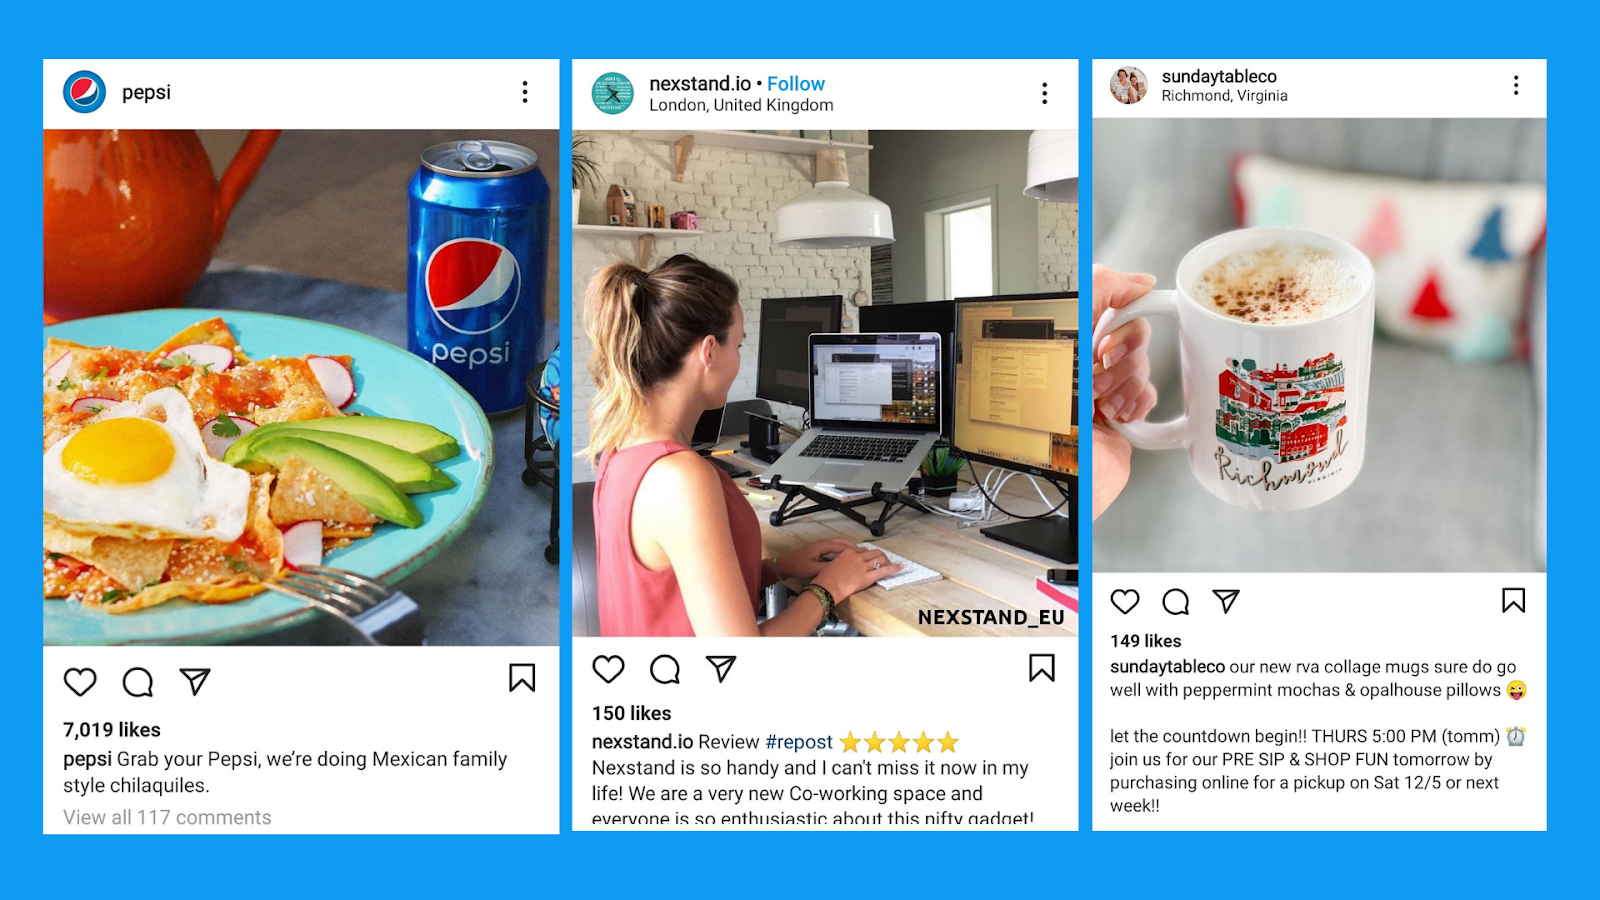 pepsi
pepsi
7,019 likes
pepsi Grab your Pepsi, we’re doing Mexican family
style chilaquiles.
View all 117 comments
nexstand.io • Follow
London, United Kingdom
NEXSTAND_EU
150 likes
nexstand.io Review #repost ⭐⭐⭐⭐⭐
Nexstand is so handy and I can't miss it now in my
life! We are a very new Co-working space and
everyone is so enthusiastic about this nifty gadget!
sundaytableco
Richmond, Virginia
Richmond
VIRGINIA
149 likes
sundaytableco our new rva collage mugs sure do go
well with peppermint mochas & opalhouse pillows 😜
let the countdown begin!! THURS 5:00 PM (tomm) ⏰
join us for our PRE SIP & SHOP FUN tomorrow by
purchasing online for a pickup on Sat 12/5 or next
week!!